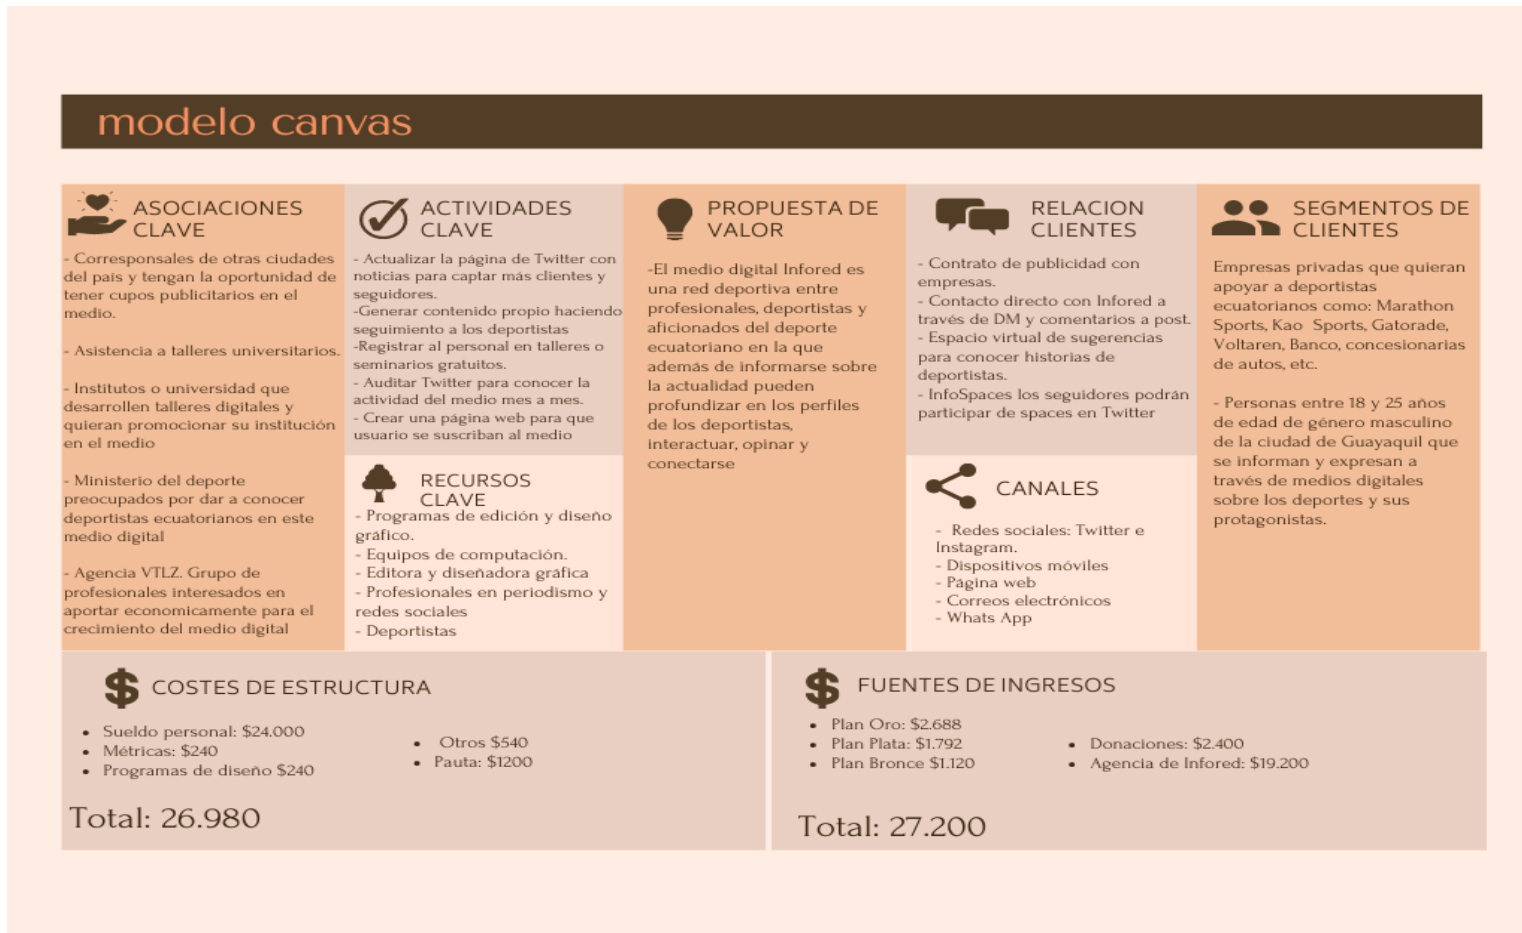 modelo canvas
ASOCIACIONES
CLAVE
- Corresponsales de otras ciudades
del pais y tengan la oportunidad de
tener cupos publicitarios en el
medio.
- Asistencia a talleres universitarios.
- Institutos o universidad que
desarrollen talleres digitales y
quieran promocionar su institución
en el medio
- Ministerio del deporte
preocupados por dar a conocer
deportistas ecuatorianos en este
medio digital
- Agencia VTLZ. Grupo de
profesionales interesados en
aportar economicamente para el
crecimiento del medio digital
ACTIVIDADES
CLAVE
- Actualizar la página de Twitter con
noticias para captar más clientes y
seguidores.
-Generar contenido propio haciendo
seguimiento a los deportistas
-Registrar al personal en talleres o
seminarios gratuitos.
- Auditar Twitter para conocer la
actividad del medio mes a mes.
- Crear una página web para que
usuario se suscriban al medio
RECURSOS
CLAVE
- Programas de edición y diseño
gráfico.
- Equipos de computación.
- Editora y diseñadora gráfica
- Profesionales en periodismo y
redes sociales
- Deportistas
PROPUESTA DE
VALOR
-El medio digital Infored es
una red deportiva entre
profesionales, deportistas y
aficionados del deporte
ecuatoriano en la que
además de informarse sobre
la actualidad pueden
profundizar en los perfiles
de los deportistas,
interactuar, opinar y
conectarse
RELACION
CLIENTES
- Contrato de publicidad con
empresas.
- Contacto directo con Infored a
través de DM y comentarios a post.
- Espacio virtual de sugerencias
para conocer historias de
deportistas.
- InfoSpaces los seguidores podrán
participar de spaces en Twitter
CANALES
- Redes sociales: Twitter e
Instagram.
- Dispositivos móviles
- Página web
- Correos electrónicos
- Whats App
SEGMENTOS DE
CLIENTES
Empresas privadas que quieran
apoyar a deportistas
ecuatorianos como: Marathon
Sports, Kao Sports, Gatorade,
Voltaren, Banco, concesionarias
de autos, etc.
- Personas entre 18 y 25 años
de edad de género masculino
de la ciudad de Guayaquil que
se informan y expresan a
través de medios digitales
sobre los deportes y sus
protagonistas.
COSTES DE ESTRUCTURA
• Sueldo personal: $24.000
• Métricas: $240
• Programas de diseño $240
• Otros $540
• Pauta: $1200
Total: 26.980
FUENTES DE INGRESOS
• Plan Oro: $2.688
• Plan Plata: $1.792
• Plan Bronce $1.120
• Donaciones: $2.400
• Agencia de Infored: $19.200
Total: 27.200